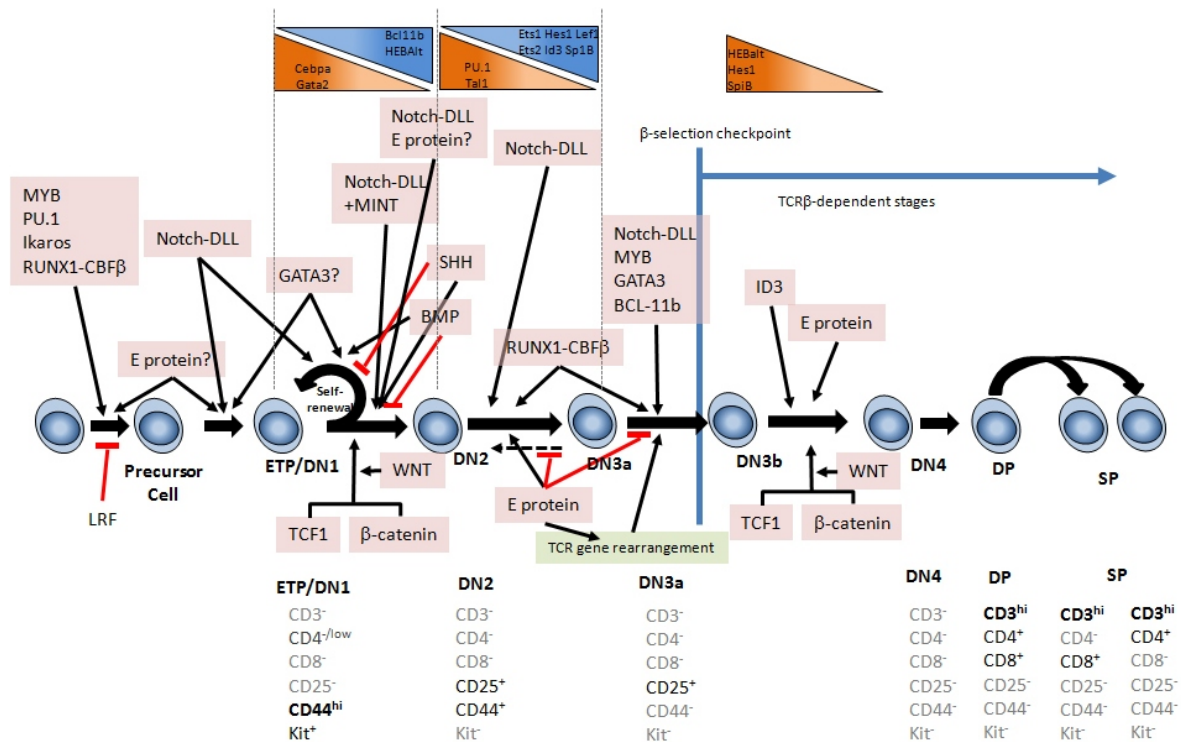 Bcl11b
HEBAlt
Cebpa
Gata2
Ets1 Hes1 Lef1
Ets2 Id3 Sp1B
PU.1
Tal1
HEBalt
Hes1
SpiB
β-selection checkpoint
TCRβ-dependent stages
MYB
PU.1
Ikaros
RUNX1-CBFβ
Notch-DLL
GATA3?
Notch-DLL
+MINT
Notch-DLL
E protein?
Notch-DLL
SHH
BMP
RUNX1-CBFβ
Notch-DLL
MYB
GATA3
BCL-11b
ID3
E protein
E protein?
Self-
renewal
Precursor
Cell
ETP/DN1
DN2
DN3a
DN3b
DN4
DP
SP
LRF
WNT
TCF1
β-catenin
E protein
TCR gene rearrangement
WNT
TCF1
β-catenin
ETP/DN1
CD3⁻
CD4⁻/ˡᵒʷ
CD8⁻
CD25⁻
CD44ʰⁱ
Kit⁺
DN2
CD3⁻
CD4⁻
CD8⁻
CD25⁺
CD44⁺
Kit⁻
DN3a
CD3⁻
CD4⁻
CD8⁻
CD25⁺
CD44⁻
Kit⁻
DN4
CD3⁻
CD4⁻
CD8⁻
CD25⁻
CD44⁻
Kit⁻
DP
CD3ʰⁱ
CD4⁺
CD8⁺
CD25⁻
CD44⁻
Kit⁻
SP
CD3ʰⁱ
CD4⁻
CD8⁺
CD25⁻
CD44⁻
Kit⁻
CD3ʰⁱ
CD4⁺
CD8⁻
CD25⁻
CD44⁻
Kit⁻